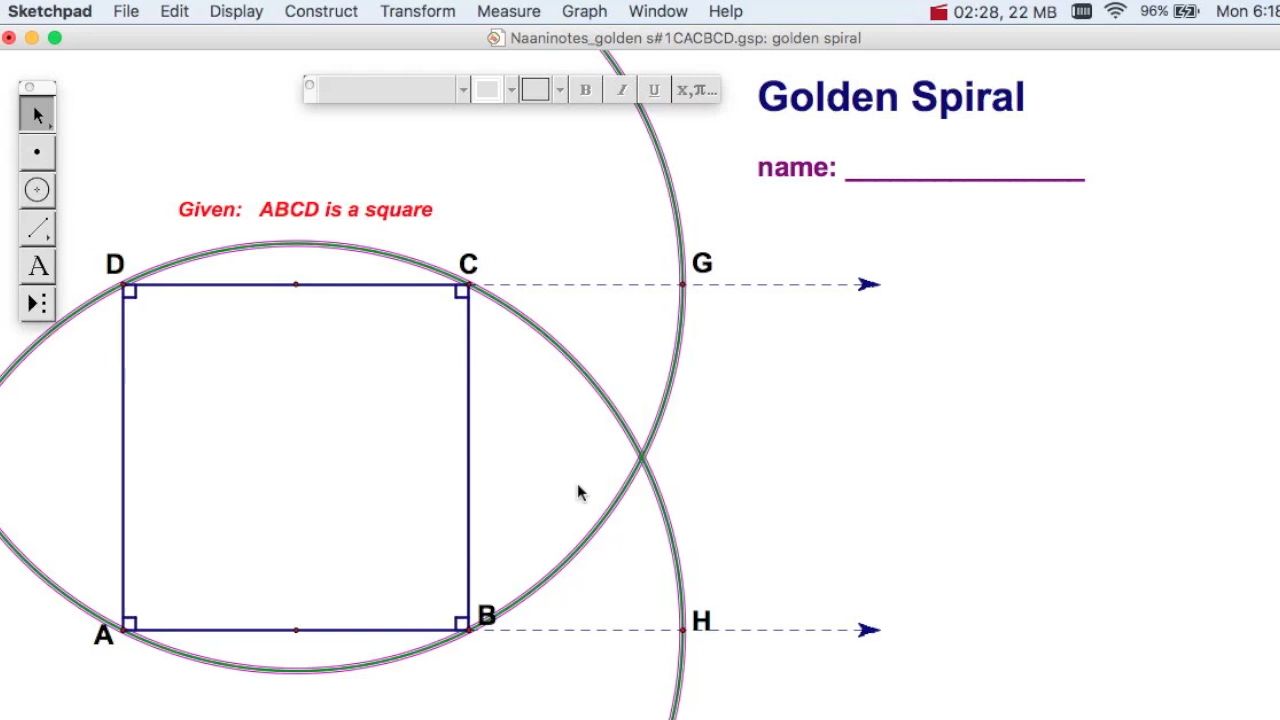 Sketchpad File Edit Display Construct Transform Measure Graph Window Help 02:28, 22 MB 96% Mon 6:18
Naaninotes_golden s#1CACBCD.gsp: golden spiral
B I U x,π...
Golden Spiral
name: ________________
Given: ABCD is a square
A
D C G
A B H